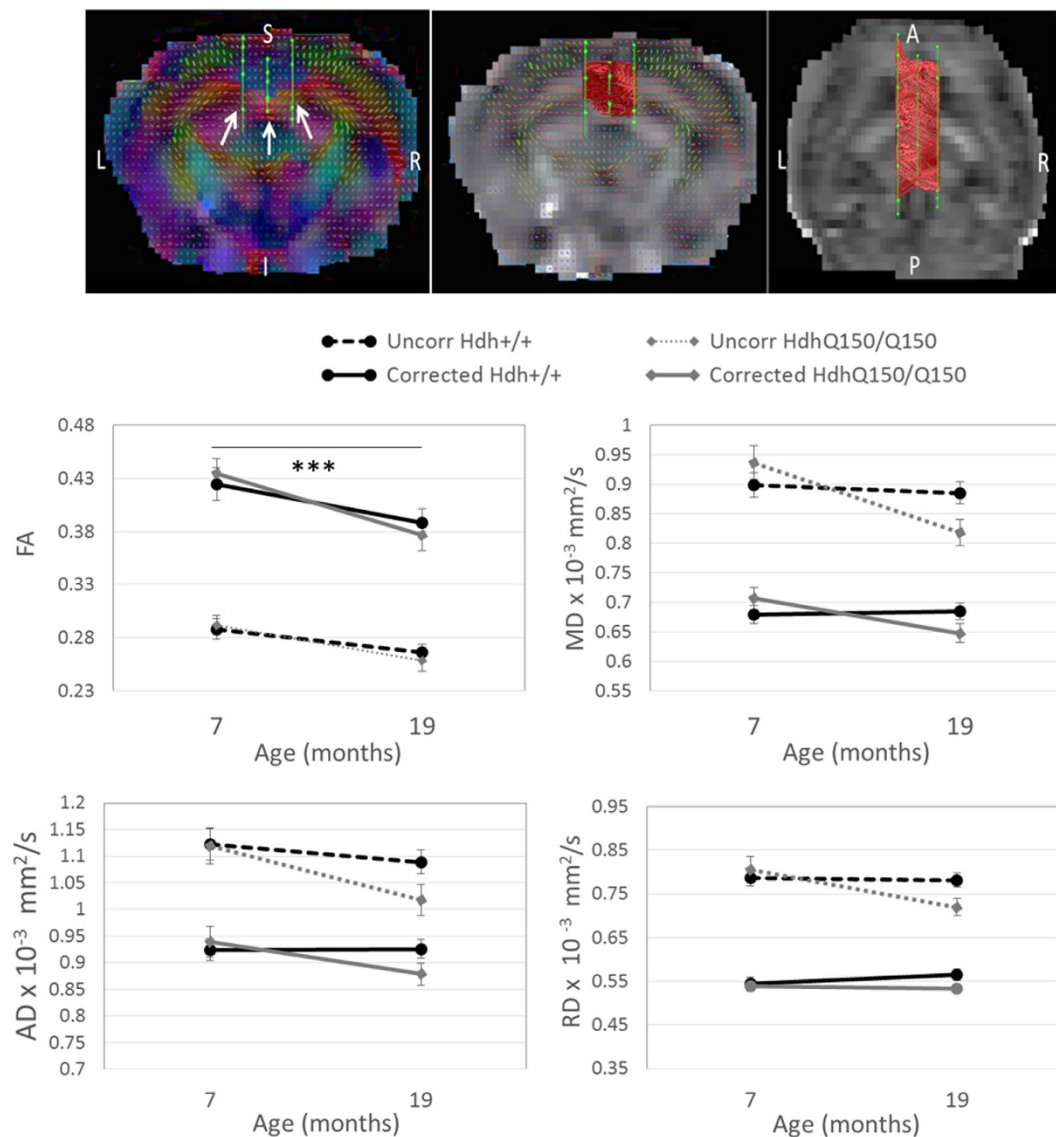 S
L
R
I
A
L
R
P
Uncorr Hdh+/+
Uncorr HdhQ150/Q150
Corrected Hdh+/+
Corrected HdhQ150/Q150
0.48
0.43
0.38
0.33
0.28
0.23
FA
***
7
19
Age (months)
1
0.95
0.9
0.85
0.8
0.75
0.7
0.65
0.6
0.55
MD x 10⁻³ mm²/s
7
19
Age (months)
1.2
1.15
1.1
1.05
1
0.95
0.9
0.85
0.8
0.75
0.7
AD x 10⁻³ mm²/s
7
19
Age (months)
0.95
0.85
0.75
0.65
0.55
0.45
0.35
RD x 10⁻³ mm²/s
7
19
Age (months)